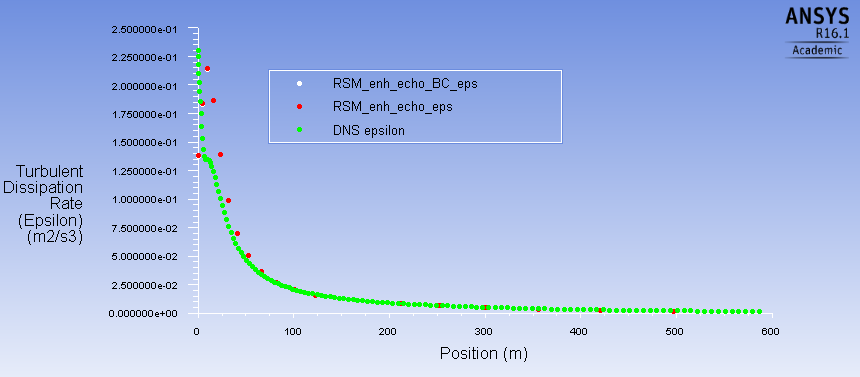 ANSYS
R16.1
Academic
2.500000e-01
2.250000e-01
2.000000e-01
1.750000e-01
1.500000e-01
1.250000e-01
1.000000e-01
7.500000e-02
5.000000e-02
2.500000e-02
0.000000e+00
Turbulent
Dissipation
Rate
(Epsilon)
(m2/s3)
RSM_enh_echo_BC_eps
RSM_enh_echo_eps
DNS epsilon
0 100 200 300 400 500 600
Position (m)